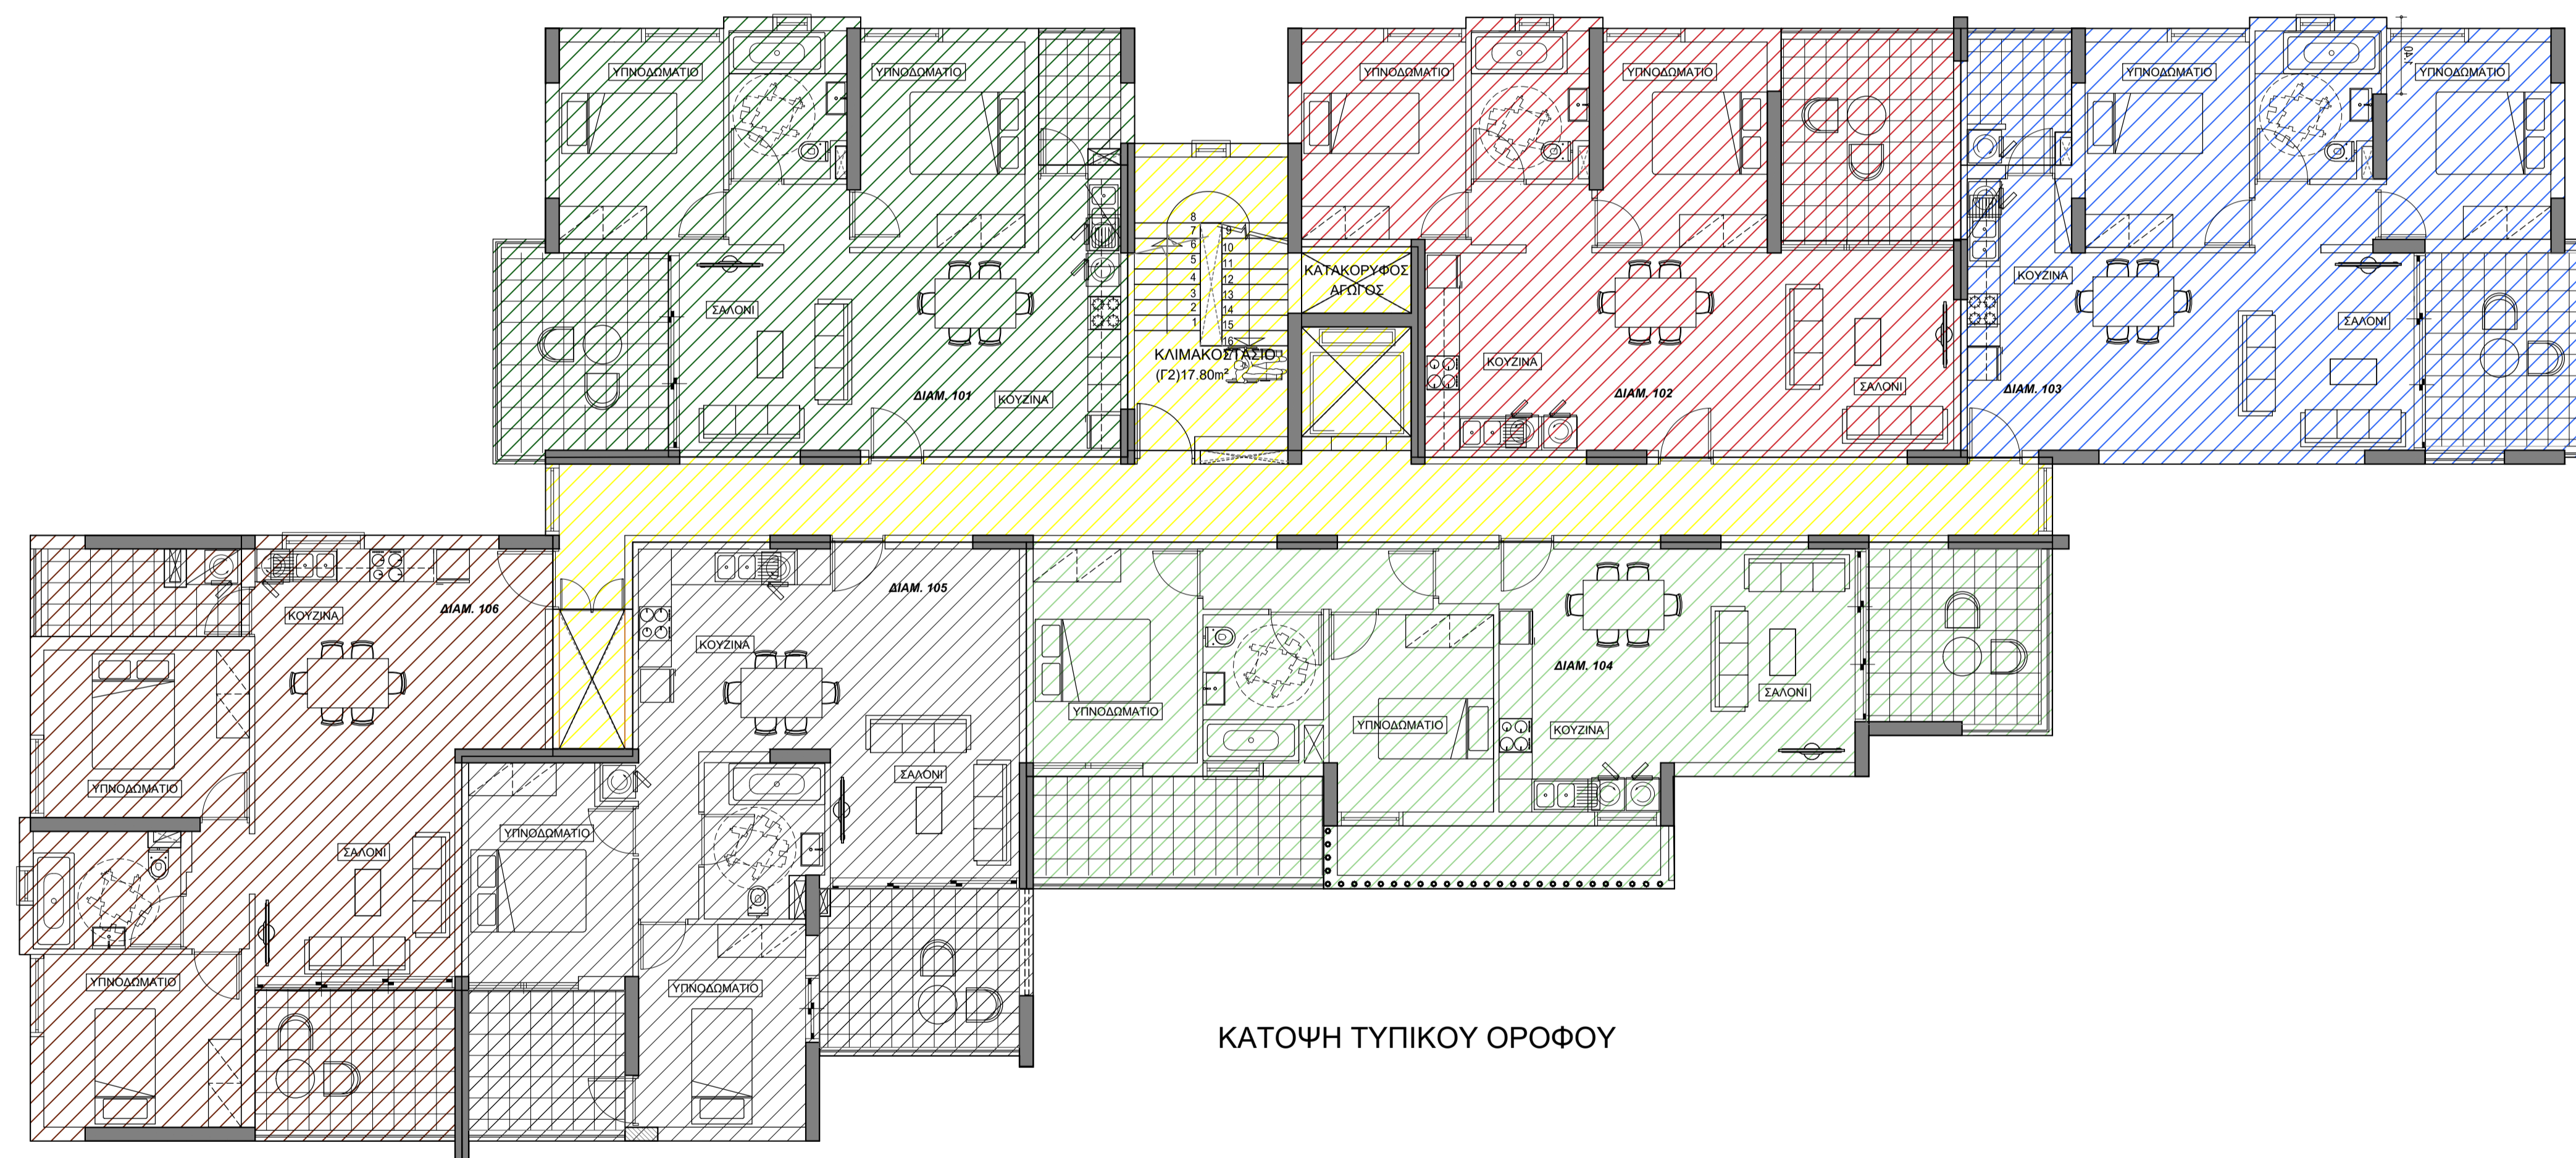 ΥΠΝΟΔΩΜΑΤΙΟ
ΥΠΝΟΔΩΜΑΤΙΟ
ΥΠΝΟΔΩΜΑΤΙΟ
ΥΠΝΟΔΩΜΑΤΙΟ
ΥΠΝΟΔΩΜΑΤΙΟ
ΥΠΝΟΔΩΜΑΤΙΟ
1.40
8
7
9
6
10
5
11
4
12
3
13
2
14
1
15
16
ΚΑΤΑΚΟΡΥΦΟΣ
ΑΓΩΓΟΣ
ΚΟΥΖΙΝΑ
ΣΑΛΟΝΙ
ΣΑΛΟΝΙ
ΚΛΙΜΑΚΟΣΤΑΣΙΟ
(Γ2)17.80m²
ΚΟΥΖΙΝΑ
ΣΑΛΟΝΙ
ΔΙΑΜ. 101
ΚΟΥΖΙΝΑ
ΔΙΑΜ. 102
ΔΙΑΜ. 103
ΔΙΑΜ. 105
ΔΙΑΜ. 106
ΚΟΥΖΙΝΑ
ΚΟΥΖΙΝΑ
ΔΙΑΜ. 104
ΣΑΛΟΝΙ
ΥΠΝΟΔΩΜΑΤΙΟ
ΥΠΝΟΔΩΜΑΤΙΟ
ΚΟΥΖΙΝΑ
ΣΑΛΟΝΙ
ΥΠΝΟΔΩΜΑΤΙΟ
ΥΠΝΟΔΩΜΑΤΙΟ
ΣΑΛΟΝΙ
ΥΠΝΟΔΩΜΑΤΙΟ
ΥΠΝΟΔΩΜΑΤΙΟ
ΚΑΤΟΨΗ ΤΥΠΙΚΟΥ ΟΡΟΦΟΥ